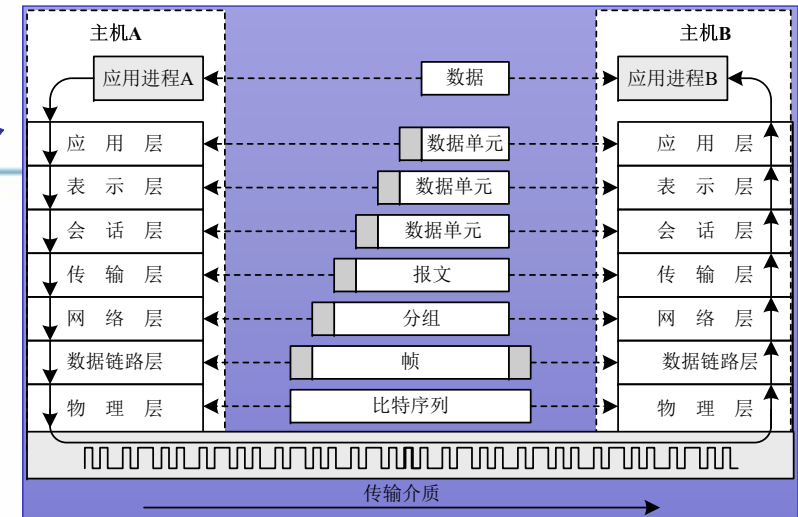 主机A
主机B
应用进程A
数据
应用进程B
应用层
数据单元
应用层
表示层
数据单元
表示层
会话层
数据单元
会话层
传输层
报文
传输层
网络层
分组
网络层
数据链路层
帧
数据链路层
物理层
比特序列
物理层
传输介质